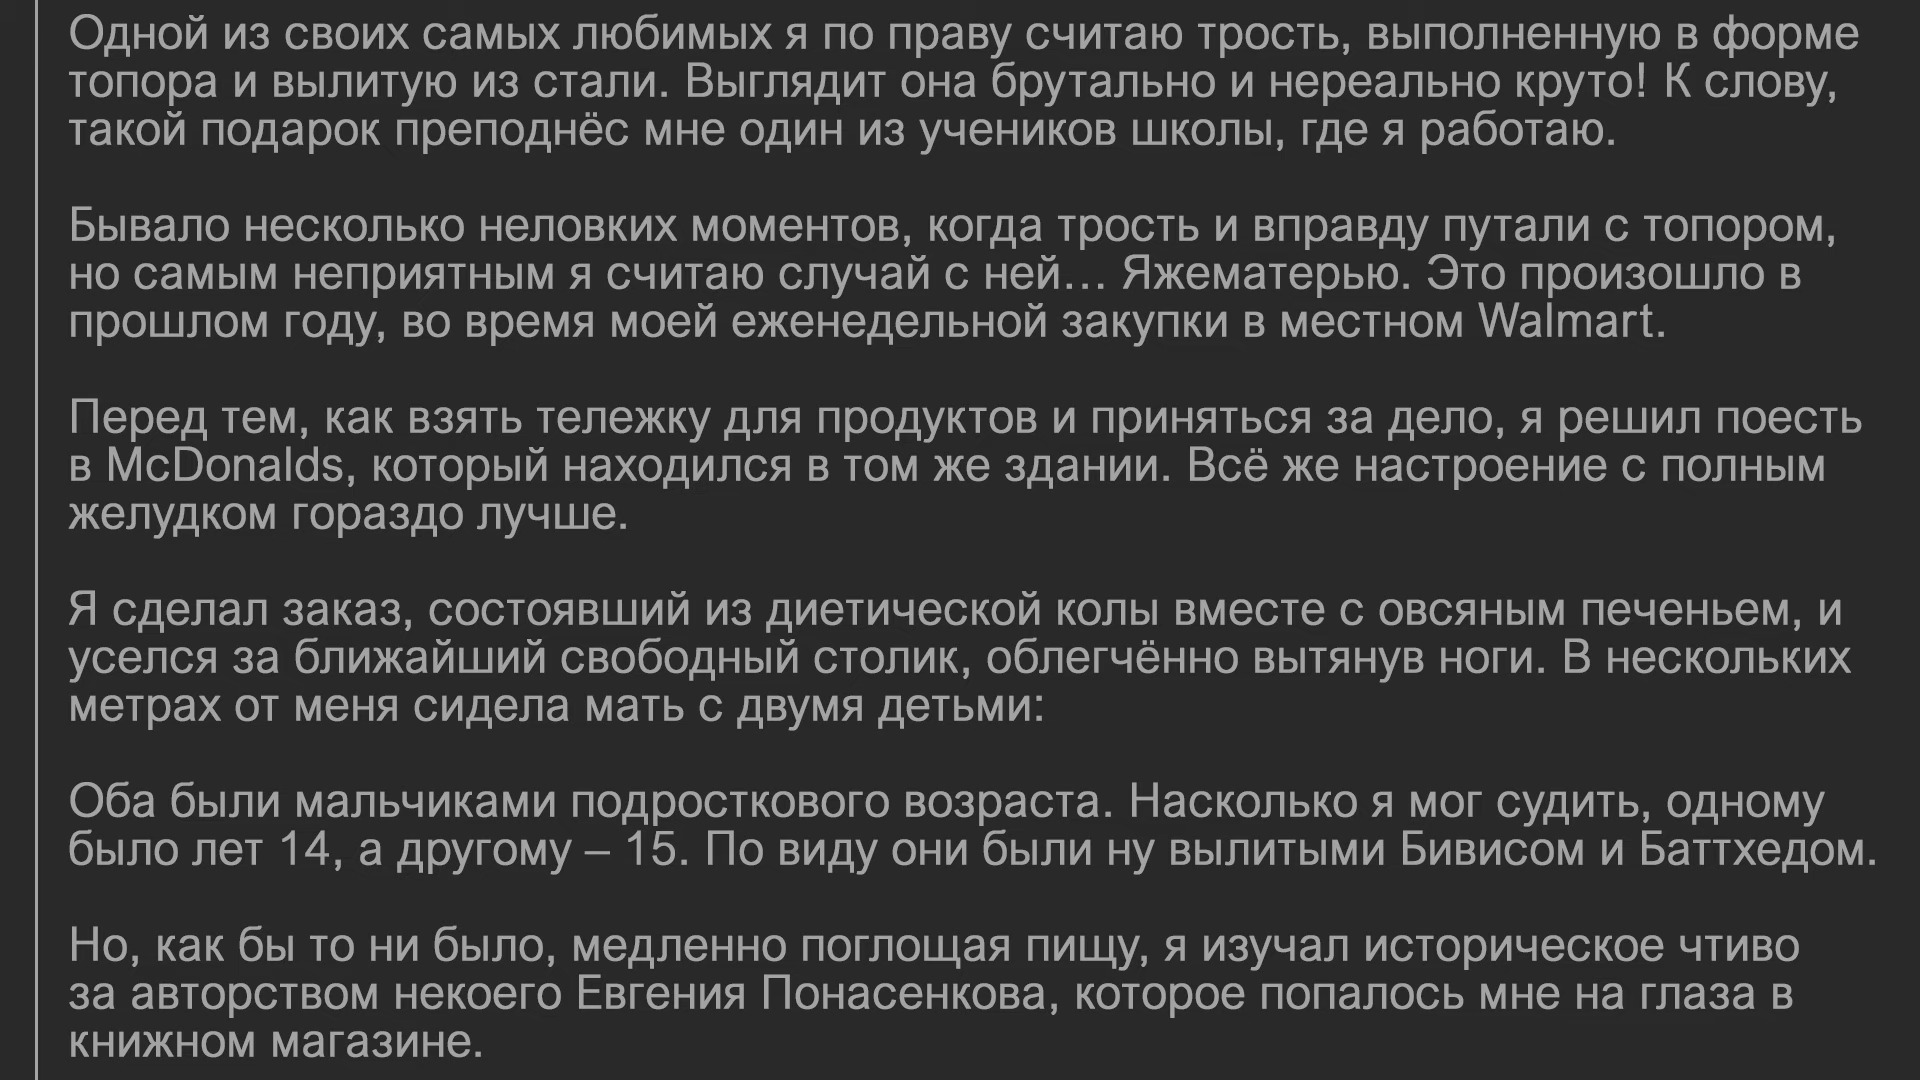 Одной из своих самых любимых я по праву считаю трость, выполненную в форме
топора и вылитую из стали. Выглядит она брутально и нереально круто! К слову,
такой подарок преподнёс мне один из учеников школы, где я работаю.
Бывало несколько неловких моментов, когда трость и вправду путали с топором,
но самым неприятным я считаю случай с ней… Яжематерью. Это произошло в
прошлом году, во время моей еженедельной закупки в местном Walmart.
Перед тем, как взять тележку для продуктов и приняться за дело, я решил поесть
в McDonalds, который находился в том же здании. Всё же настроение с полным
желудком гораздо лучше.
Я сделал заказ, состоявший из диетической колы вместе с овсяным печеньем, и
уселся за ближайший свободный столик, облегчённо вытянув ноги. В нескольких
метрах от меня сидела мать с двумя детьми:
Оба были мальчиками подросткового возраста. Насколько я мог судить, одному
было лет 14, а другому – 15. По виду они были ну вылитыми Бивисом и Баттхедом.
Но, как бы то ни было, медленно поглощая пищу, я изучал историческое чтиво
за авторством некоего Евгения Понасенкова, которое попалось мне на глаза в
книжном магазине.